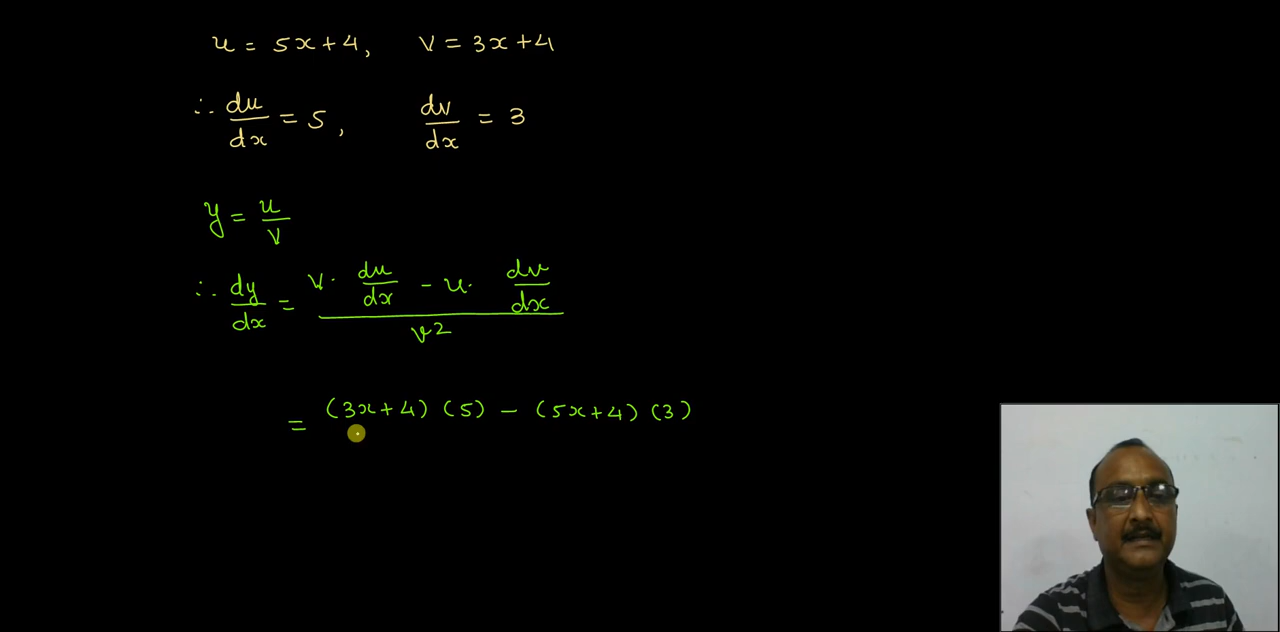 u = 5x+4, v = 3x+4
∴ du/dx = 5, dv/dx = 3
y = u/v
∴ dy/dx = (v· du/dx - u· dv/dx)/v²
= (3x+4) (5) - (5x+4) (3)